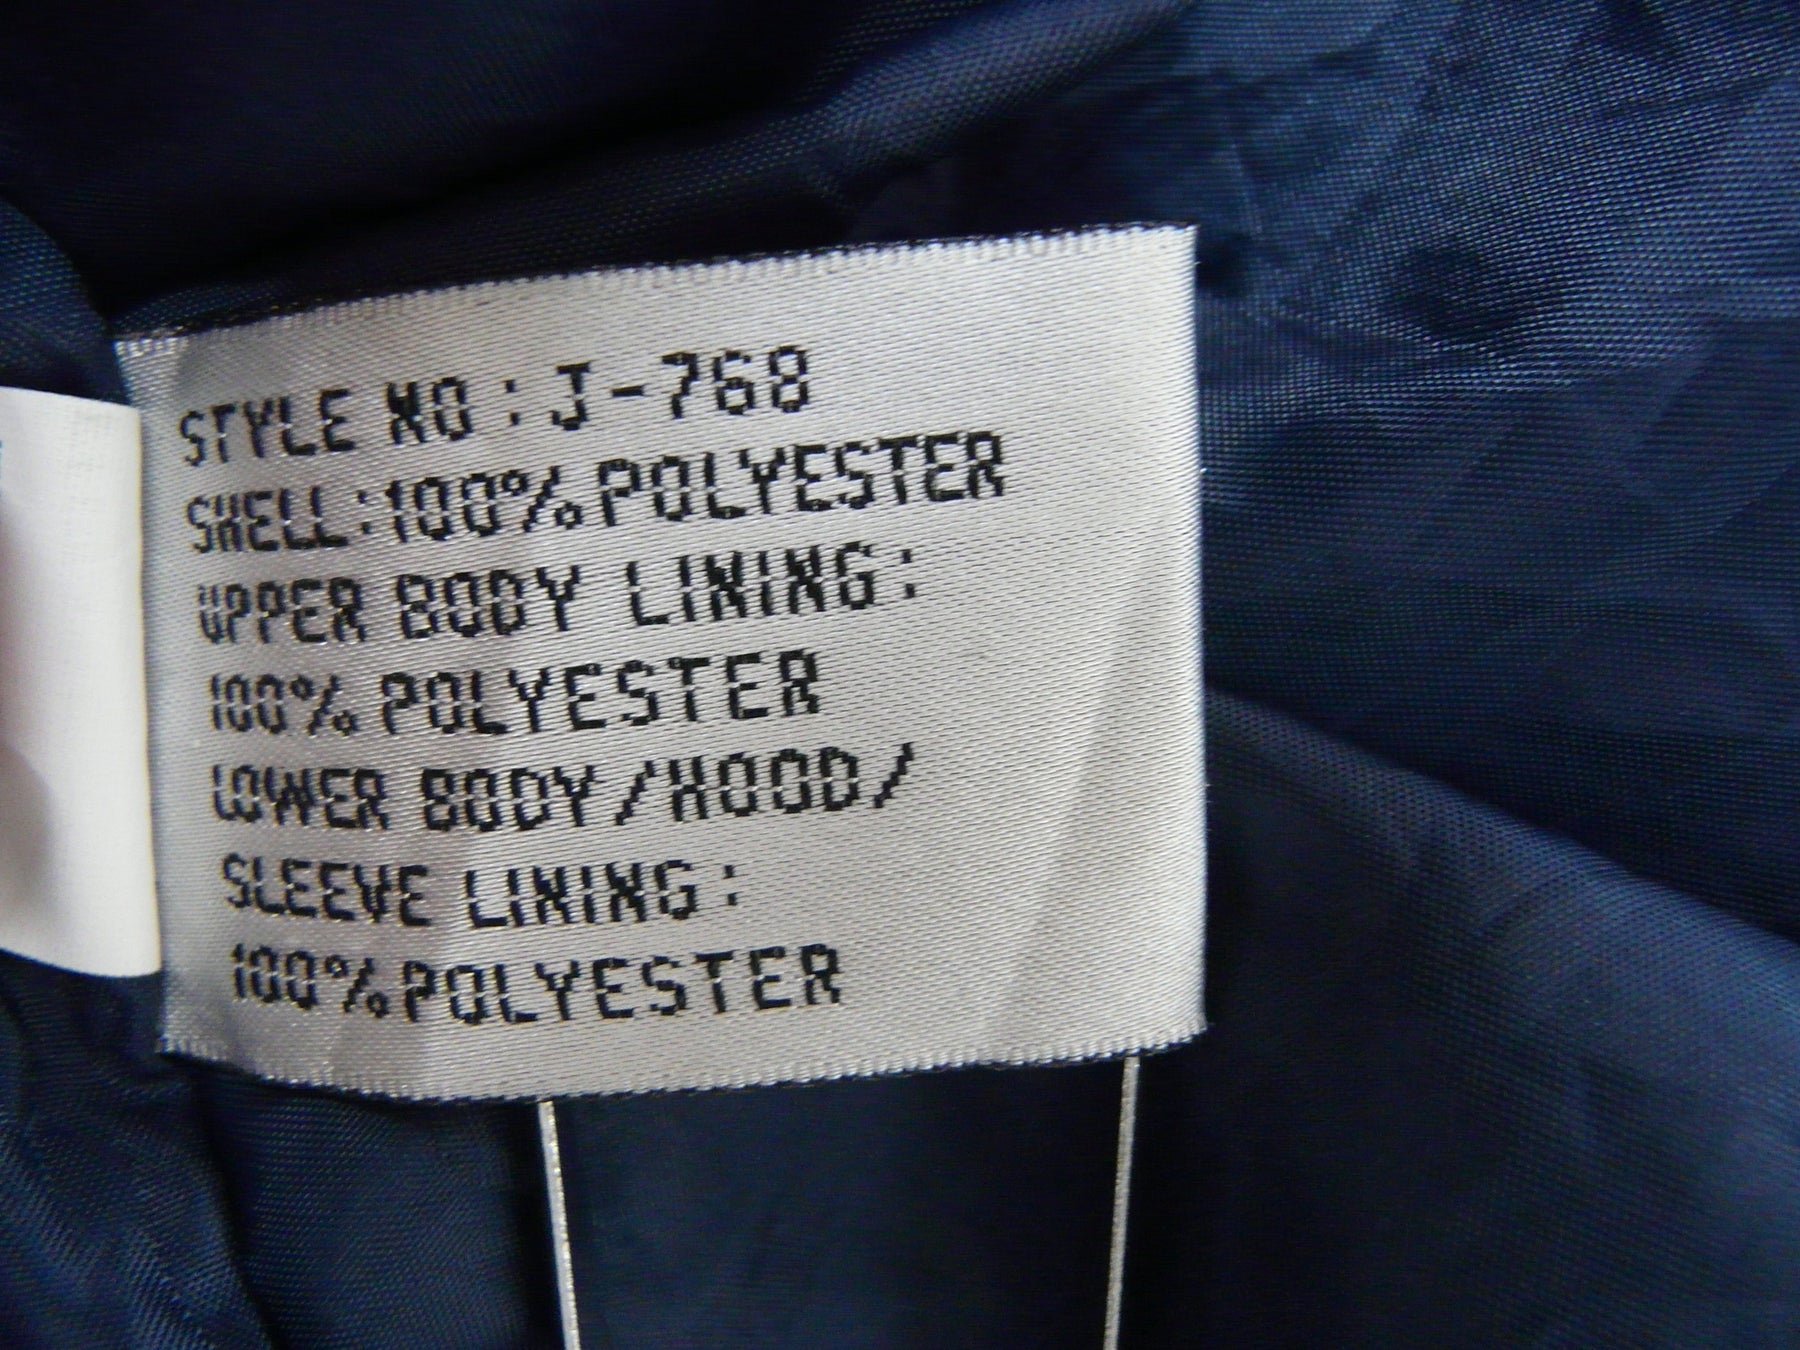 STYLE NO : J-768
SHELL:100%POLYESTER
UPPER BODY LINING:
100% POLYESTER
LOWER BODY/HOOD/
SLEEVE LINING:
100%POLYESTER